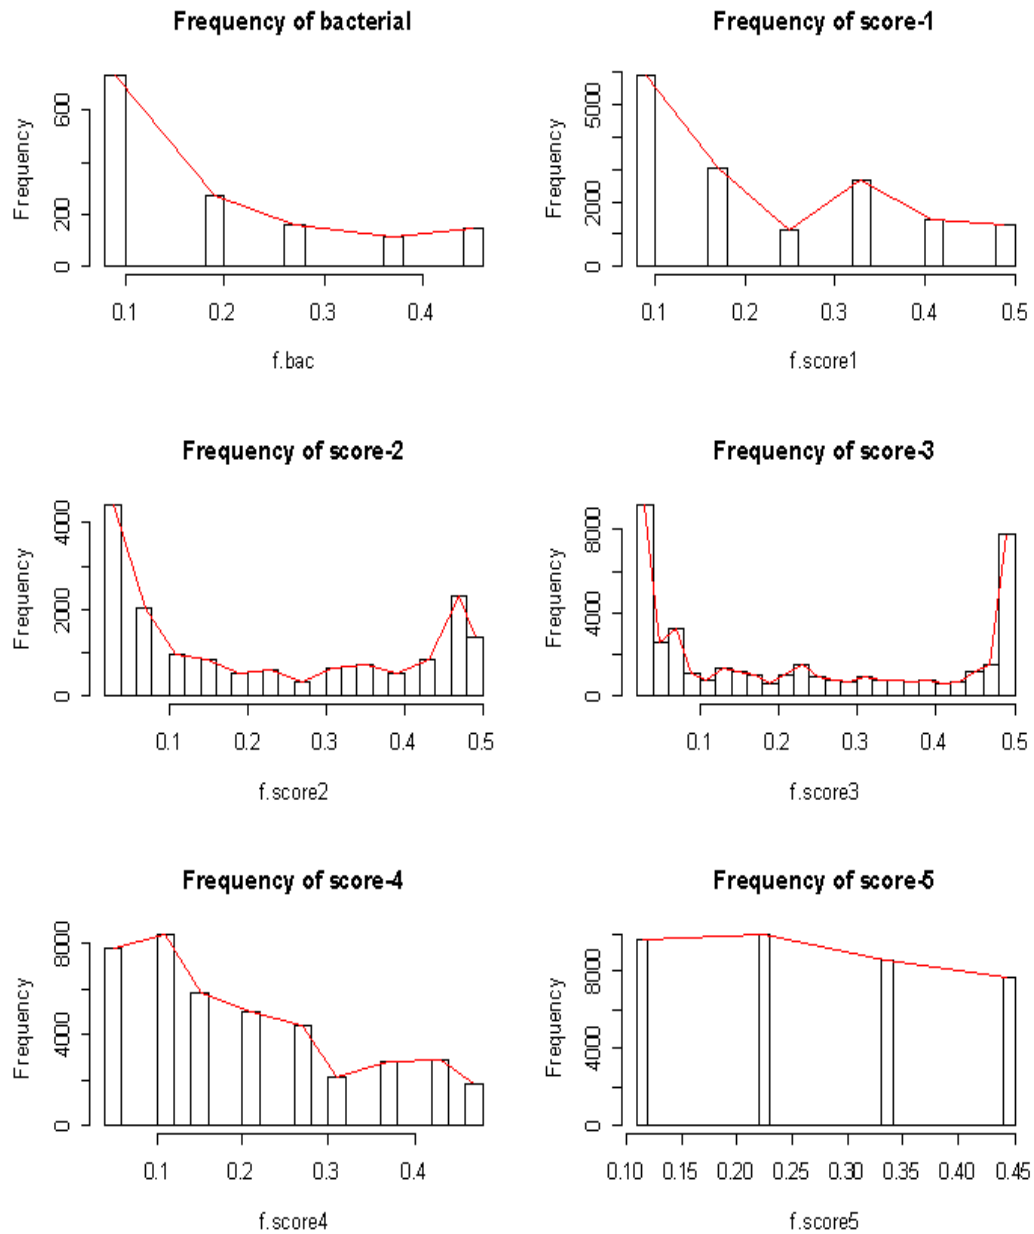 Frequency of bacterial
Frequency
0 200 600
0.1 0.2 0.3 0.4
f.bac
Frequency of score-1
Frequency
0 2000 5000
0.1 0.2 0.3 0.4 0.5
f.score1
Frequency of score-2
Frequency
0 2000 4000
0.1 0.2 0.3 0.4 0.5
f.score2
Frequency of score-3
Frequency
0 4000 8000
0.1 0.2 0.3 0.4 0.5
f.score3
Frequency of score-4
Frequency
0 4000 8000
0.1 0.2 0.3 0.4
f.score4
Frequency of score-5
Frequency
0 4000 8000
0.10 0.15 0.20 0.25 0.30 0.35 0.40 0.45
f.score5